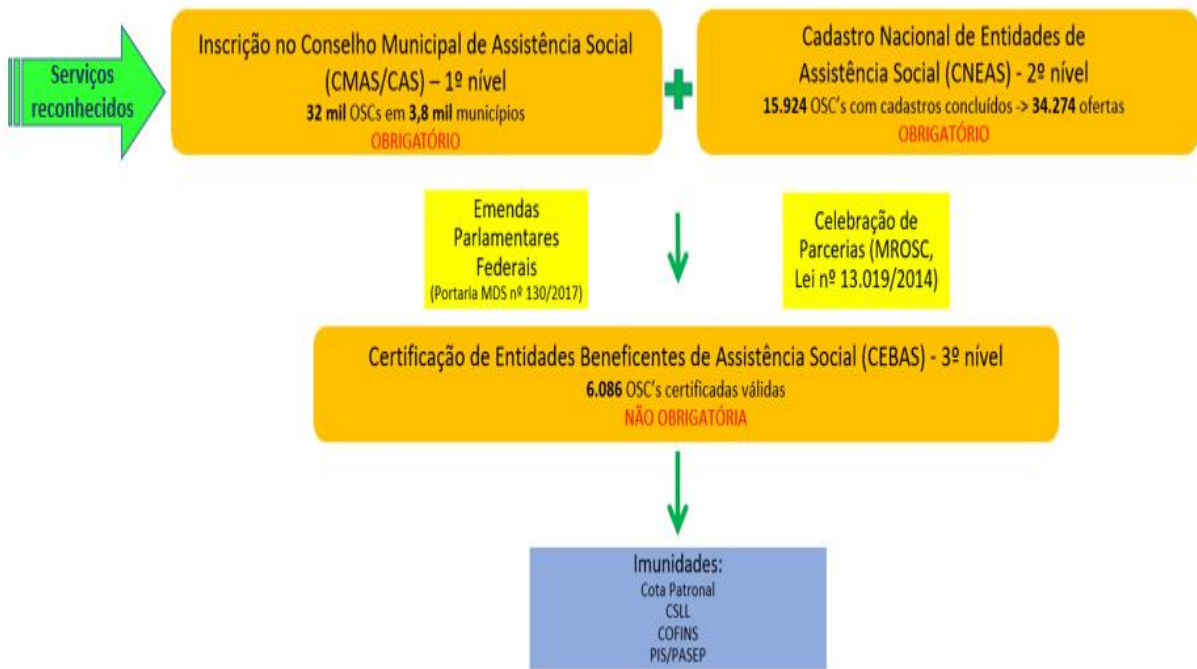 Serviços
reconhecidos
Inscrição no Conselho Municipal de Assistência Social
(CMAS/CAS) – 1º nível
32 mil OSCs em 3,8 mil municípios
OBRIGATÓRIO
Cadastro Nacional de Entidades de
Assistência Social (CNEAS) - 2º nível
15.924 OSC's com cadastros concluídos -> 34.274 ofertas
OBRIGATÓRIO
Emendas
Parlamentares
Federais
(Portaria MDS nº 130/2017)
Celebração de
Parcerias (MROSC,
Lei nº 13.019/2014)
Certificação de Entidades Beneficentes de Assistência Social (CEBAS) - 3º nível
6.086 OSC's certificadas válidas
NÃO OBRIGATÓRIA
Imunidades:
Cota Patronal
CSLL
COFINS
PIS/PASEP